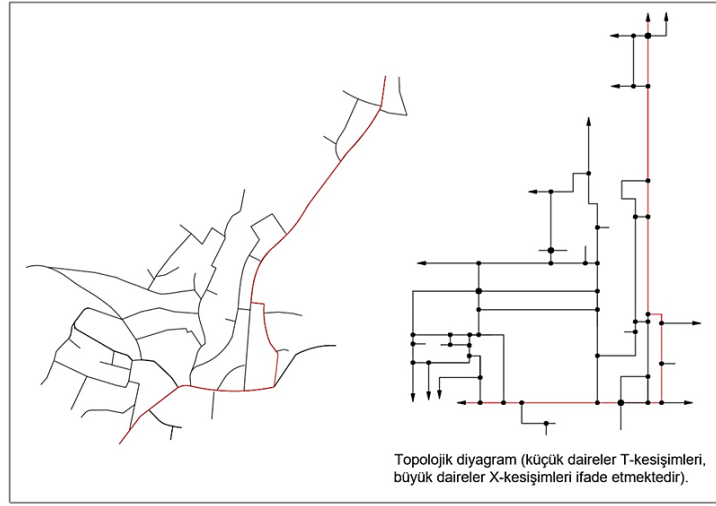 Topolojik diyagram (küçük daireler T-kesişimleri,
büyük daireler X-kesişimleri ifade etmektedir).